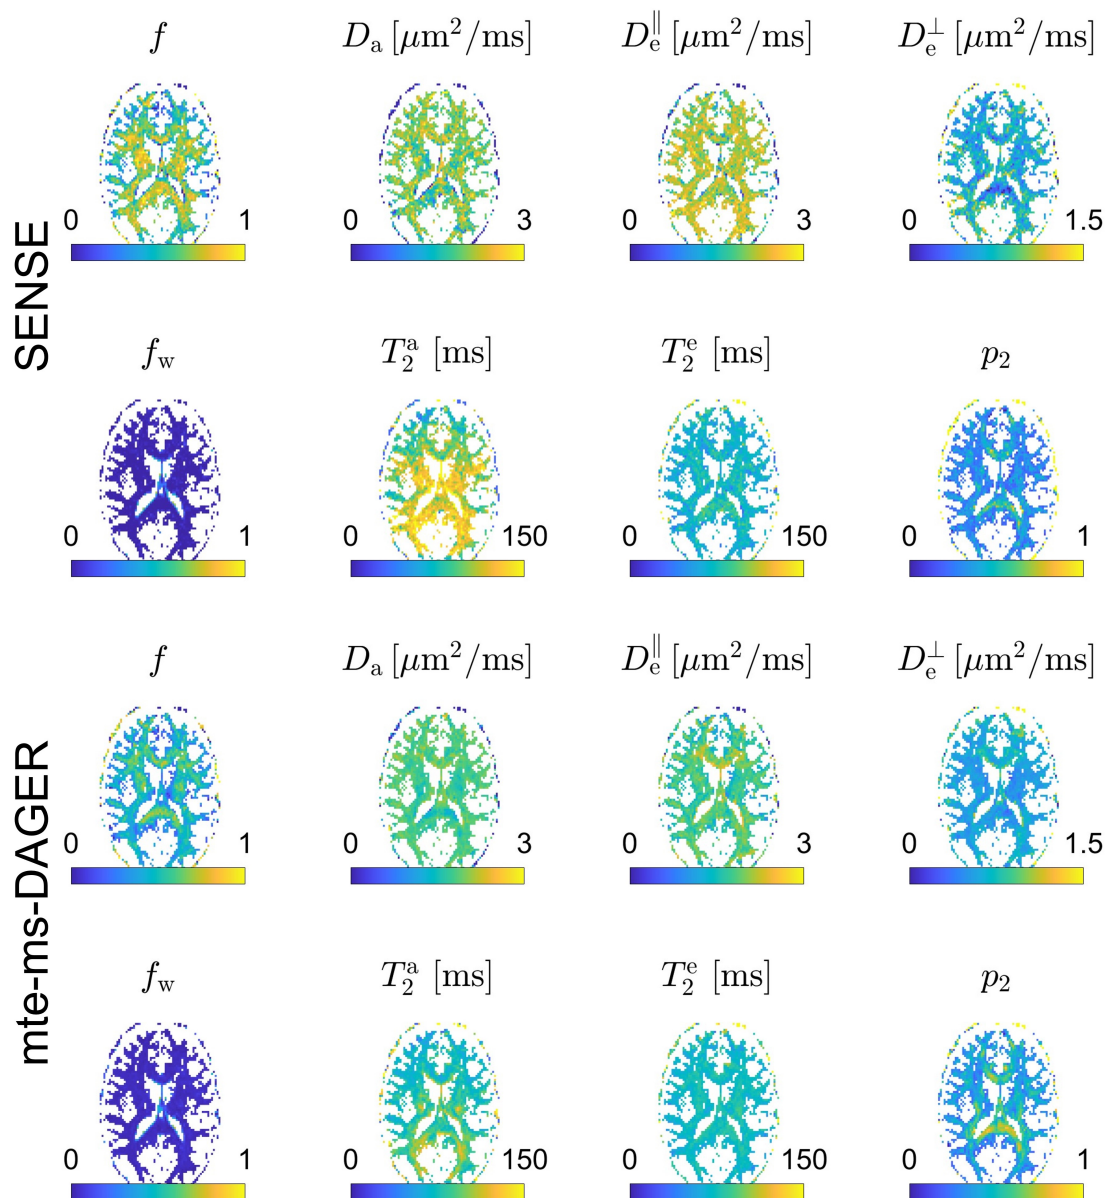 f D_a [μm²/ms] D_e^∥ [μm²/ms] D_e^⊥ [μm²/ms]
0 1 0 3 0 3 0 1.5
SENSE
f_w T_2^a [ms] T_2^e [ms] p_2
0 1 0 150 0 150 0 1
f D_a [μm²/ms] D_e^∥ [μm²/ms] D_e^⊥ [μm²/ms]
0 1 0 3 0 3 0 1.5
mte-ms-DAGER
f_w T_2^a [ms] T_2^e [ms] p_2
0 1 0 150 0 150 0 1